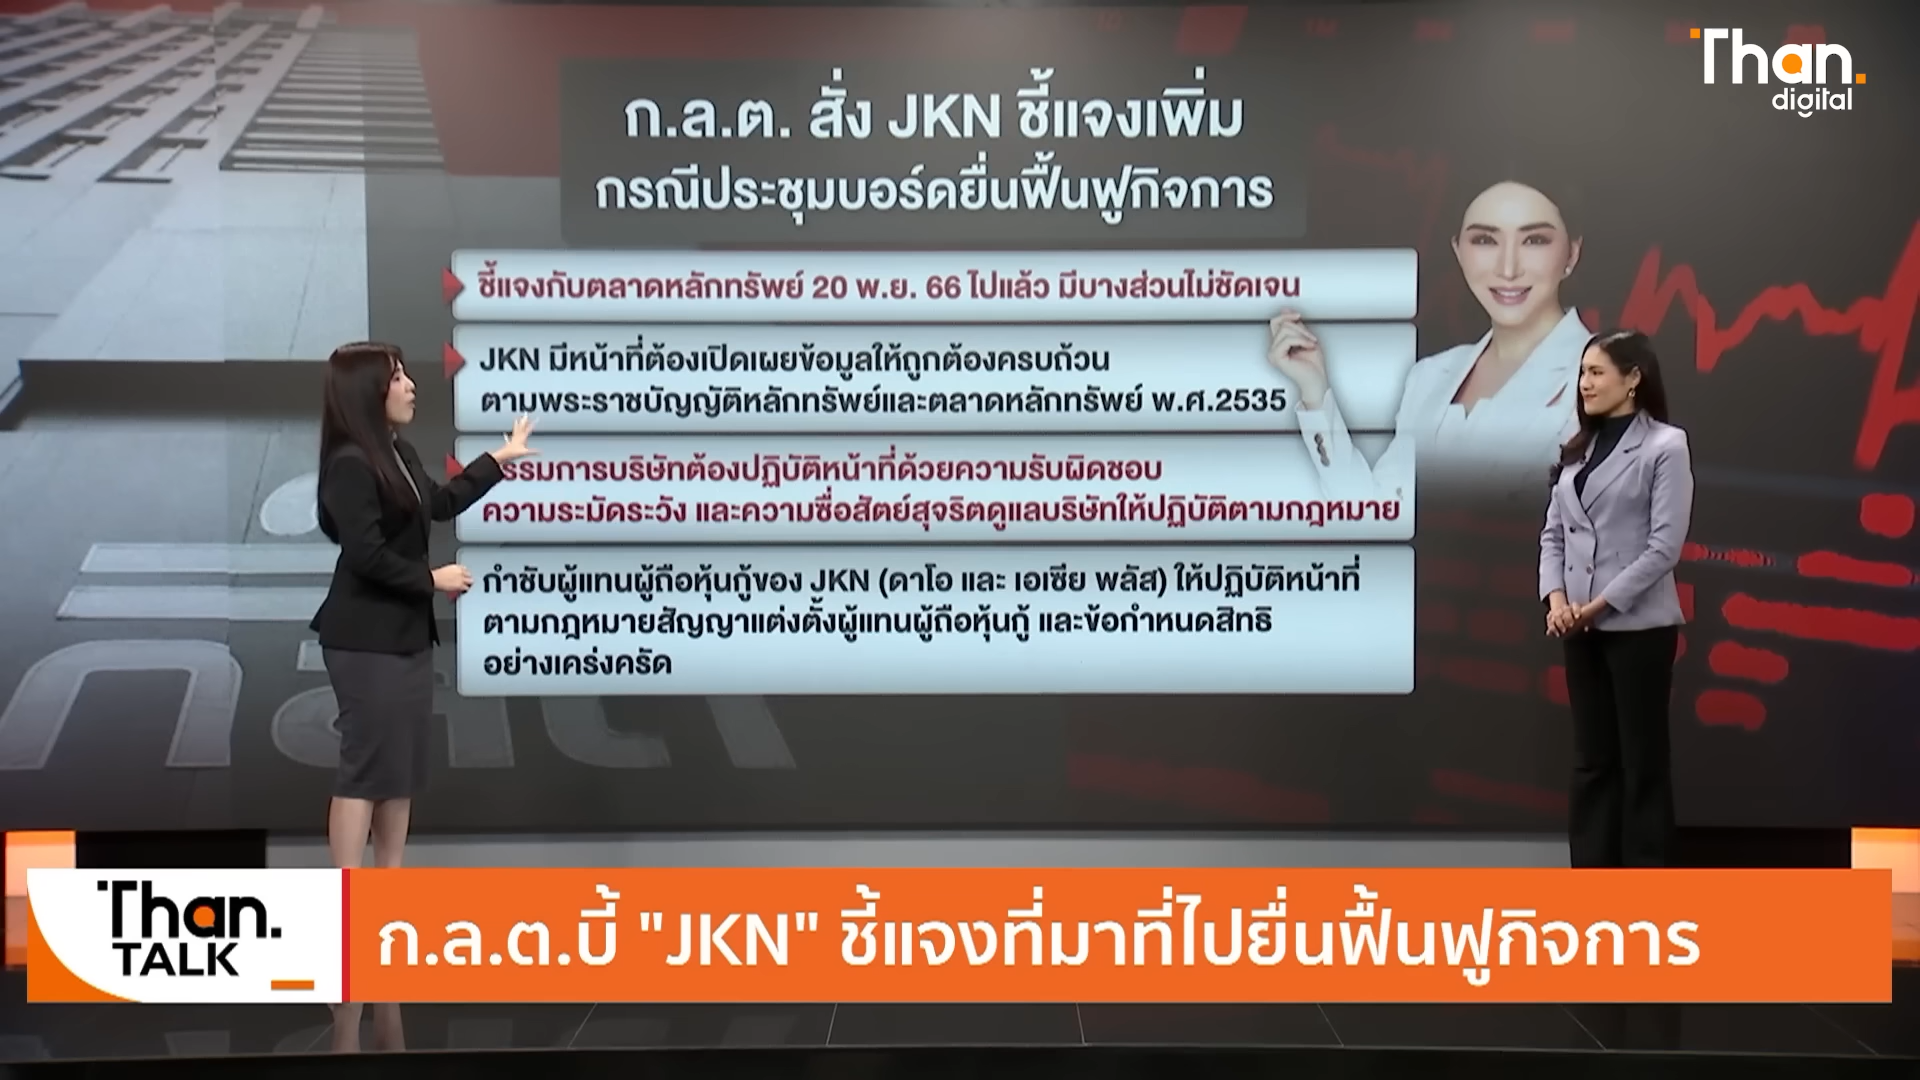 Than.
digital
ก.ล.ต. สั่ง JKN ชี้แจงเพิ่ม
กรณีประชุมบอร์ดยื่นฟื้นฟูกิจการ
ชี้แจงกับตลาดหลักทรัพย์ 20 พ.ย. 66 ไปแล้ว มีบางส่วนไม่ชัดเจน
JKN มีหน้าที่ต้องเปิดเผยข้อมูลให้ถูกต้องครบถ้วน
ตามพระราชบัญญัติหลักทรัพย์และตลาดหลักทรัพย์ พ.ศ.2535
กรรมการบริษัทต้องปฏิบัติหน้าที่ด้วยความรับผิดชอบ
ความระมัดระวัง และความซื่อสัตย์สุจริตดูแลบริษัทให้ปฏิบัติตามกฎหมาย
กำชับผู้แทนผู้ถือหุ้นกู้ของ JKN (ดาโอ และ เอเซีย พลัส) ให้ปฏิบัติหน้าที่
ตามกฎหมายสัญญาแต่งตั้งผู้แทนผู้ถือหุ้นกู้ และข้อกำหนดสิทธิ
อย่างเคร่งครัด
Than.
TALK
ก.ล.ต.บี้ "JKN" ชี้แจงที่มาที่ไปยื่นฟื้นฟูกิจการ